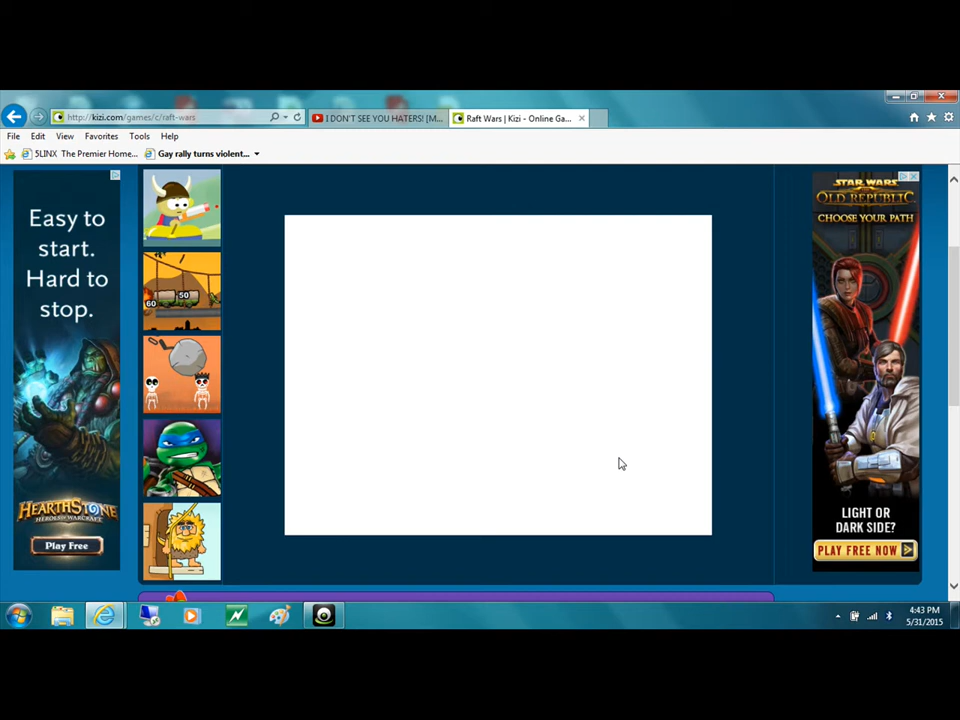 http://kizi.com/games/c/raft-wars
I DON'T SEE YOU HATERS! [M...
Raft Wars | Kizi - Online Ga...
File Edit View Favorites Tools Help
5LINX The Premier Home...
Gay rally turns violent...
Easy to
start.
Hard to
stop.
HEARTHSTONE
HEROES OF WARCRAFT
Play Free
60
50
STAR WARS
THE
OLD REPUBLIC
CHOOSE YOUR PATH
LIGHT OR
DARK SIDE?
PLAY FREE NOW
4:43 PM
5/31/2015